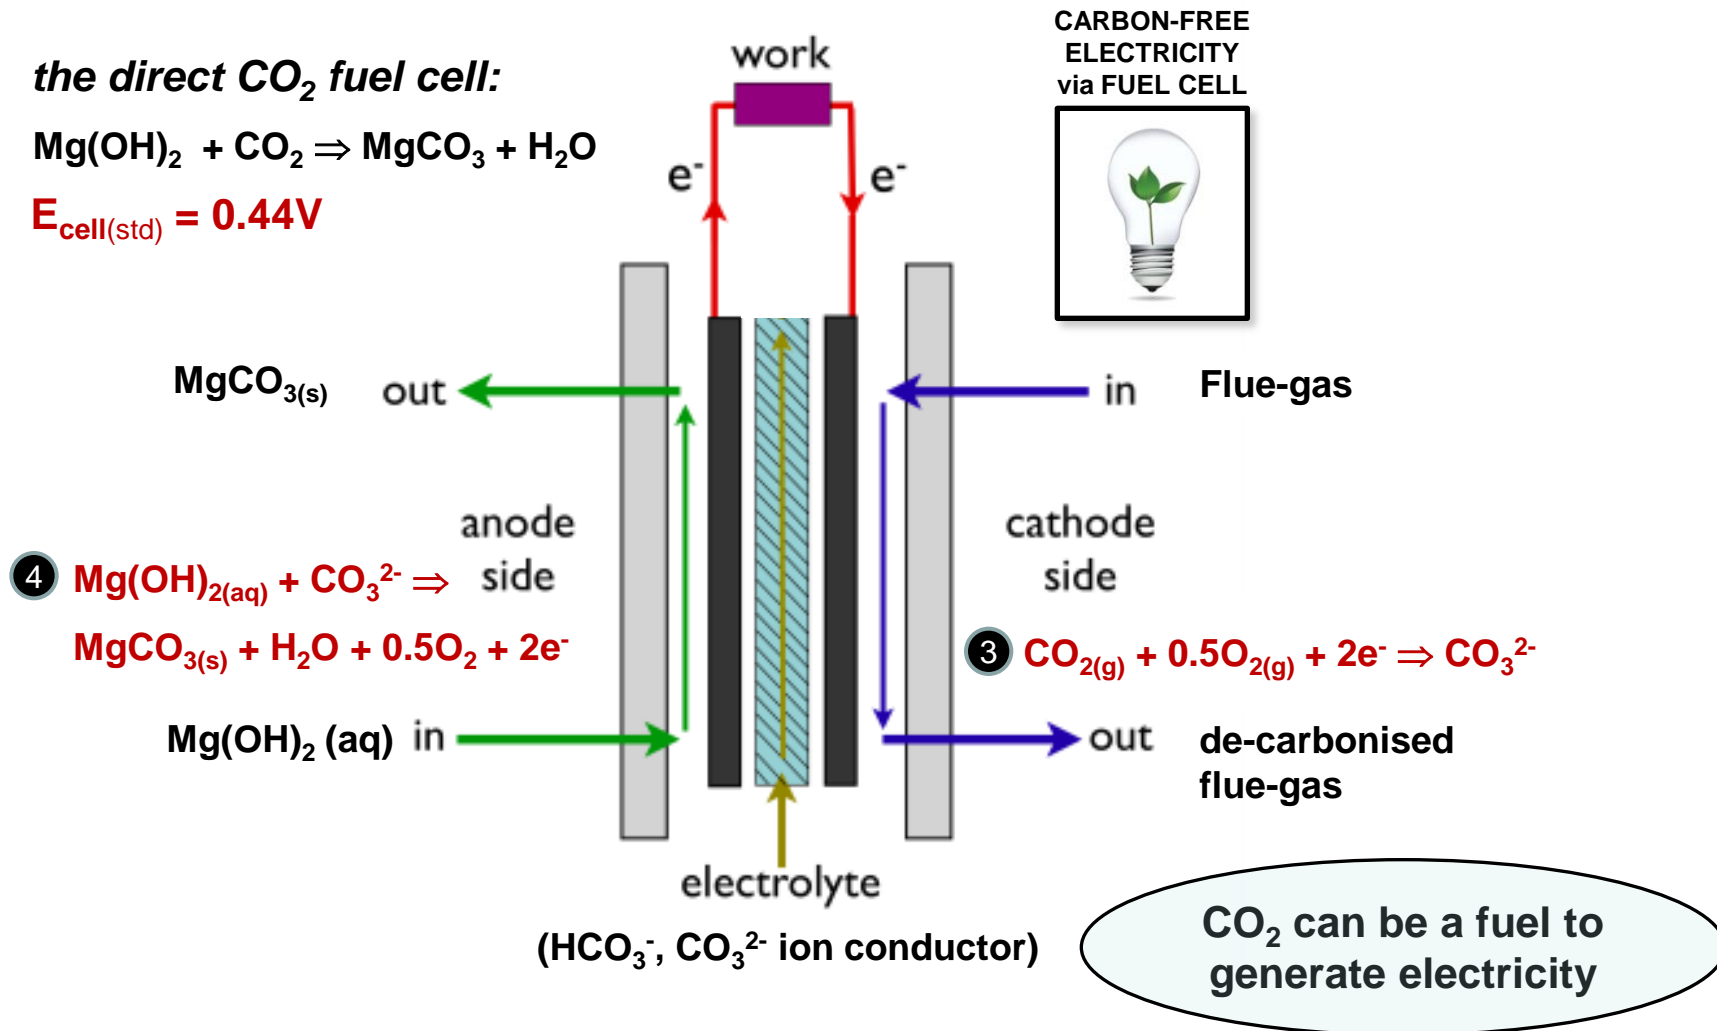 the direct CO₂ fuel cell:
Mg(OH)₂ + CO₂ ⇒ MgCO₃ + H₂O
E_cell(std) = 0.44V
work
e⁻
e⁻
CARBON-FREE
ELECTRICITY
via FUEL CELL
MgCO₃(s)
out
in
Flue-gas
anode
side
cathode
side
4
Mg(OH)₂(aq) + CO₃²⁻ ⇒
MgCO₃(s) + H₂O + 0.5O₂ + 2e⁻
3
CO₂(g) + 0.5O₂(g) + 2e⁻ ⇒ CO₃²⁻
Mg(OH)₂ (aq)
in
out
de-carbonised
flue-gas
electrolyte
(HCO₃⁻, CO₃²⁻ ion conductor)
CO₂ can be a fuel to
generate electricity